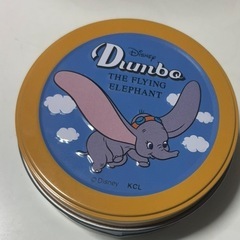 Disney
Dumbo
THE FLYING
ELEPHANT
© Disney KCL